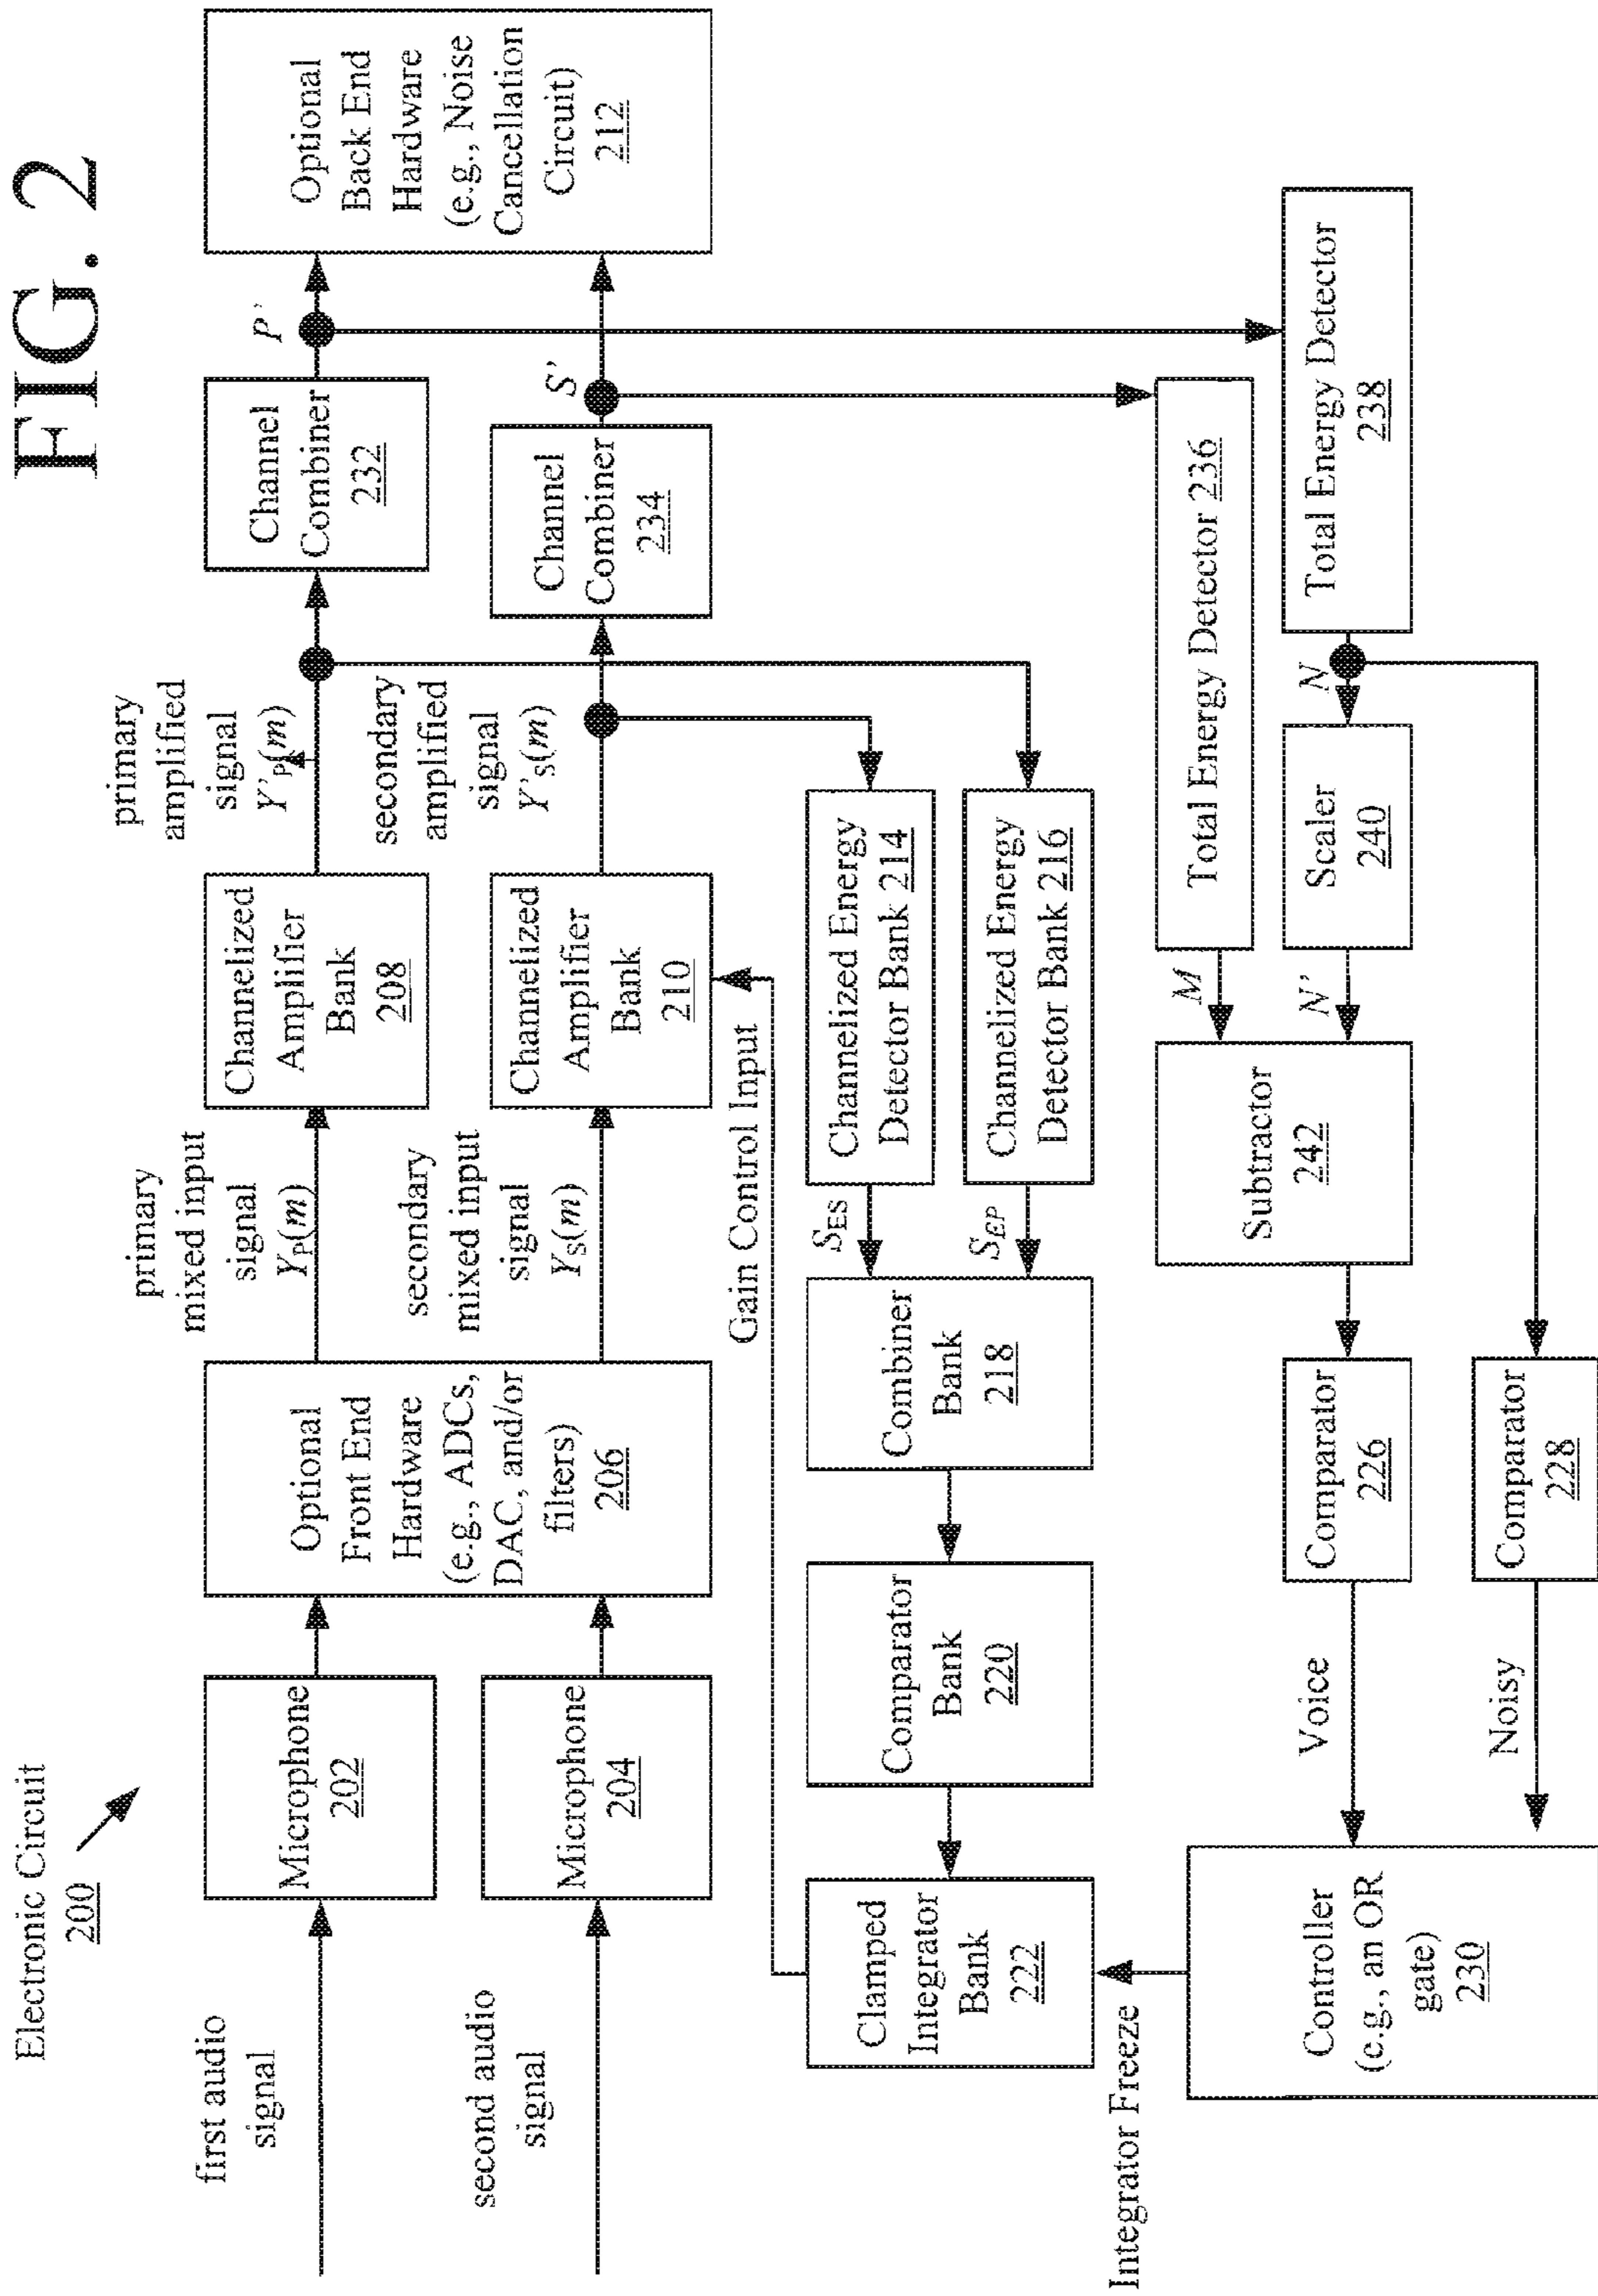 FIG. 2
Electronic Circuit
200
first audio
signal
second audio
signal
Microphone
202
Microphone
204
Optional
Front End
Hardware
(e.g., ADCs,
DAC, and/or
filters)
206
primary
mixed input
signal
YP(m)
secondary
mixed input
signal
YS(m)
Channelized
Amplifier
Bank
208
Channelized
Amplifier
Bank
210
primary
amplified
signal
Y'P(m)
secondary
amplified
signal
Y'S(m)
Channel
Combiner
232
Channel
Combiner
234
P'
S'
Optional
Back End
Hardware
(e.g., Noise
Cancellation
Circuit)
212
Gain Control Input
Clamped
Integrator
Bank
222
Comparator
Bank
220
Combiner
Bank
218
SES
SEP
Channelized Energy
Detector Bank 214
Channelized Energy
Detector Bank 216
Integrator Freeze
Controller
(e.g., an OR
gate)
230
Voice
Noisy
Comparator
226
Comparator
228
Subtractor
242
M
N'
Scaler
240
N
Total Energy Detector 236
Total Energy Detector
238